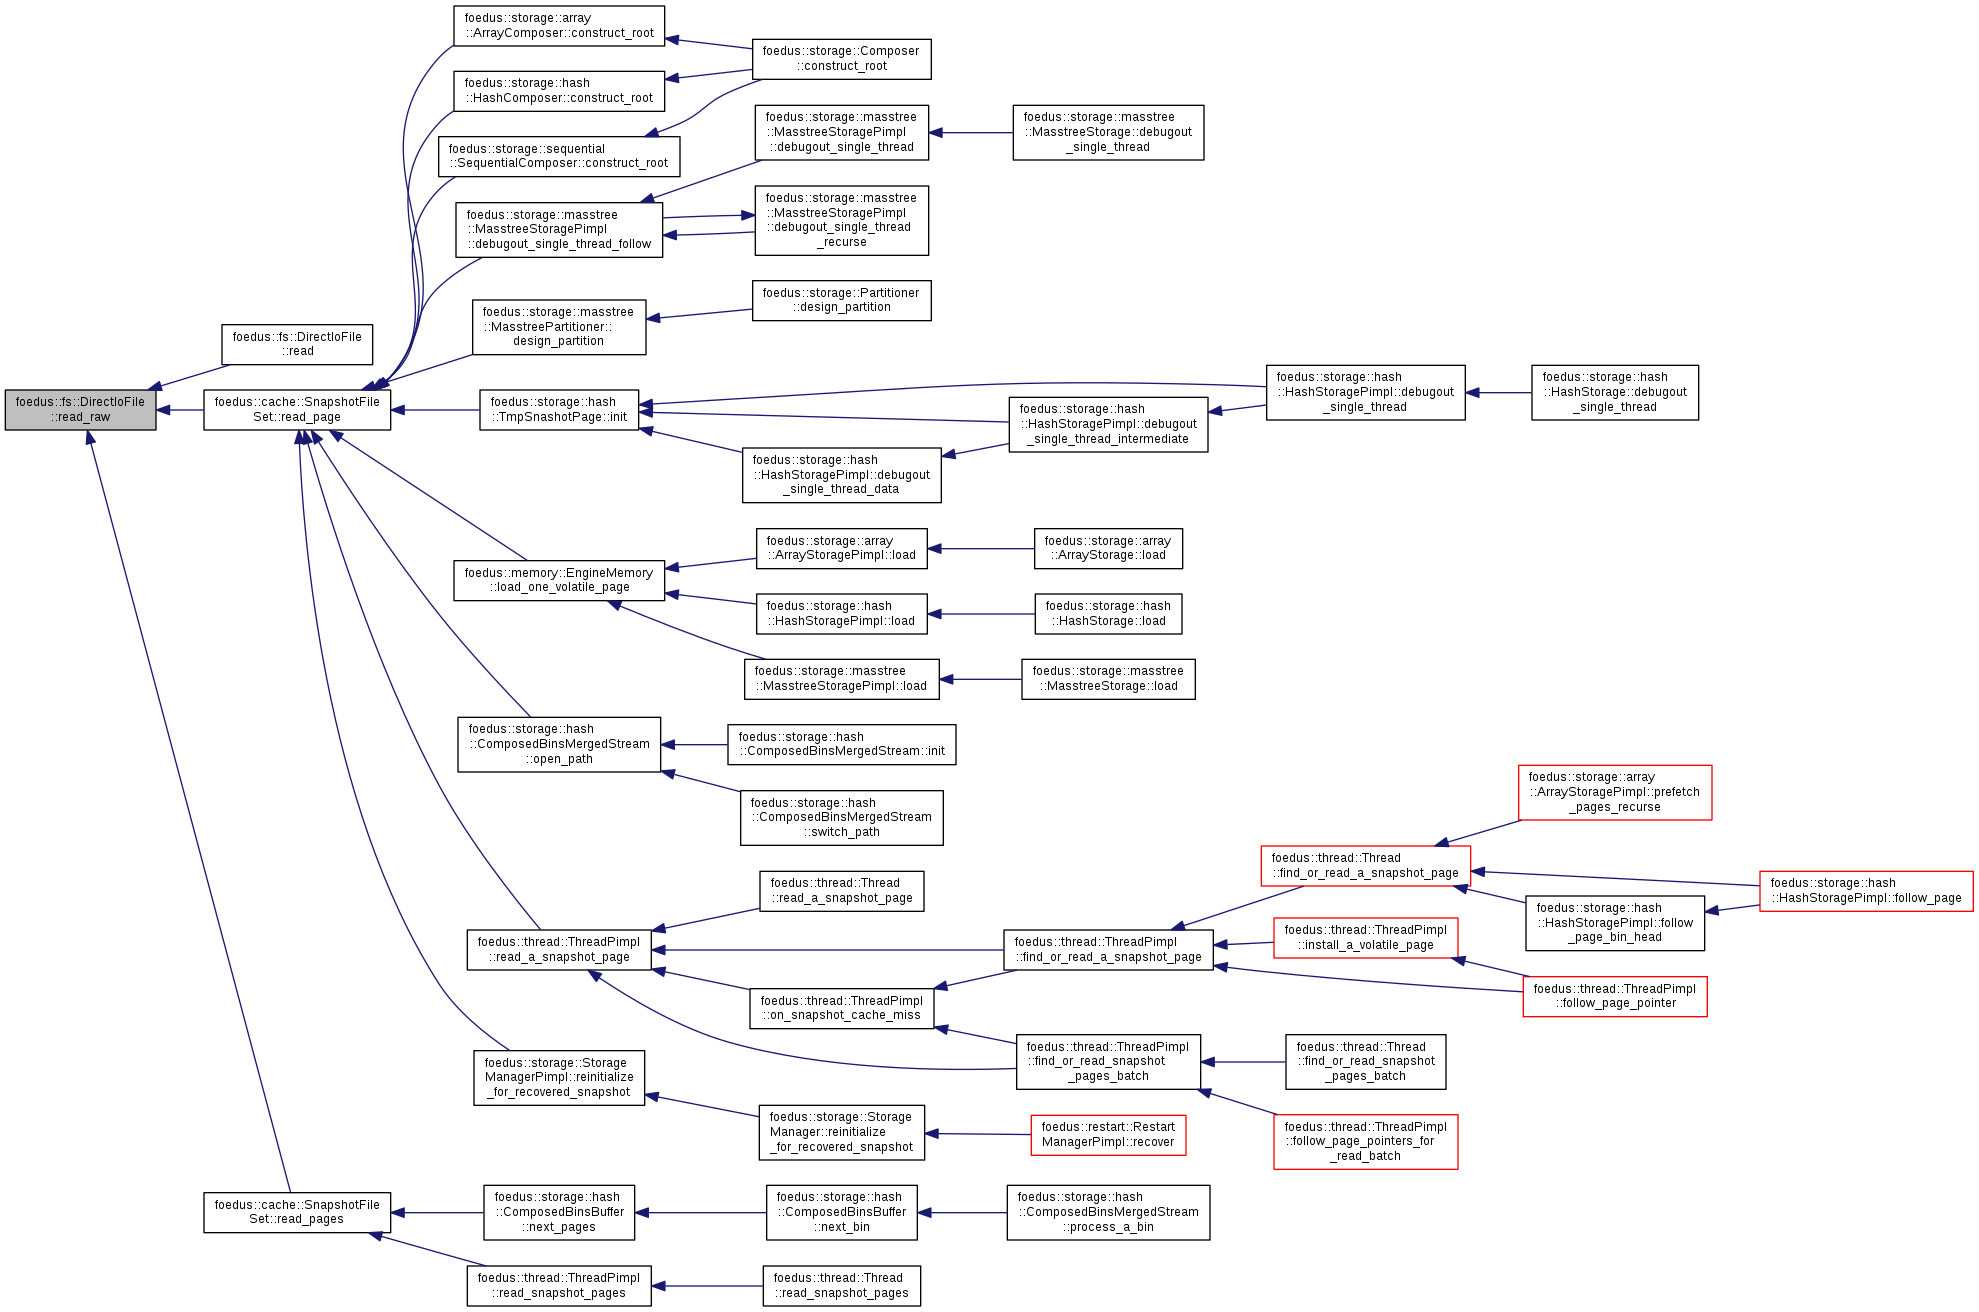 foedus::storage::array
::ArrayComposer::construct_root
foedus::storage::Composer
::construct_root
foedus::storage::hash
::HashComposer::construct_root
foedus::storage::sequential
::SequentialComposer::construct_root
foedus::storage::masstree
::MasstreeStoragePimpl
::debugout_single_thread
foedus::storage::masstree
::MasstreeStorage::debugout
_single_thread
foedus::storage::masstree
::MasstreeStoragePimpl
::debugout_single_thread_follow
foedus::storage::masstree
::MasstreeStoragePimpl
::debugout_single_thread
_recurse
foedus::storage::masstree
::MasstreePartitioner::
design_partition
foedus::storage::Partitioner
::design_partition
foedus::fs::DirectIoFile
::read
foedus::fs::DirectIoFile
::read_raw
foedus::cache::SnapshotFile
Set::read_page
foedus::storage::hash
::TmpSnashotPage::init
foedus::storage::hash
::HashStoragePimpl::debugout
_single_thread
foedus::storage::hash
::HashStorage::debugout
_single_thread
foedus::storage::hash
::HashStoragePimpl::debugout
_single_thread_intermediate
foedus::storage::hash
::HashStoragePimpl::debugout
_single_thread_data
foedus::memory::EngineMemory
::load_one_volatile_page
foedus::storage::array
::ArrayStoragePimpl::load
foedus::storage::array
::ArrayStorage::load
foedus::storage::hash
::HashStoragePimpl::load
foedus::storage::hash
::HashStorage::load
foedus::storage::masstree
::MasstreeStoragePimpl::load
foedus::storage::masstree
::MasstreeStorage::load
foedus::storage::hash
::ComposedBinsMergedStream
::open_path
foedus::storage::hash
::ComposedBinsMergedStream::init
foedus::storage::hash
::ComposedBinsMergedStream
::switch_path
foedus::storage::array
::ArrayStoragePimpl::prefetch
_pages_recurse
foedus::thread::Thread
::find_or_read_a_snapshot_page
foedus::storage::hash
::HashStoragePimpl::follow_page
foedus::storage::hash
::HashStoragePimpl::follow
_page_bin_head
foedus::thread::Thread
::read_a_snapshot_page
foedus::thread::ThreadPimpl
::read_a_snapshot_page
foedus::thread::ThreadPimpl
::find_or_read_a_snapshot_page
foedus::thread::ThreadPimpl
::install_a_volatile_page
foedus::thread::ThreadPimpl
::follow_page_pointer
foedus::thread::ThreadPimpl
::on_snapshot_cache_miss
foedus::thread::ThreadPimpl
::find_or_read_snapshot
_pages_batch
foedus::thread::Thread
::find_or_read_snapshot
_pages_batch
foedus::thread::ThreadPimpl
::follow_page_pointers_for
_read_batch
foedus::storage::Storage
ManagerPimpl::reinitialize
_for_recovered_snapshot
foedus::storage::Storage
Manager::reinitialize
_for_recovered_snapshot
foedus::restart::Restart
ManagerPimpl::recover
foedus::cache::SnapshotFile
Set::read_pages
foedus::storage::hash
::ComposedBinsBuffer
::next_pages
foedus::storage::hash
::ComposedBinsBuffer
::next_bin
foedus::storage::hash
::ComposedBinsMergedStream
::process_a_bin
foedus::thread::ThreadPimpl
::read_snapshot_pages
foedus::thread::Thread
::read_snapshot_pages